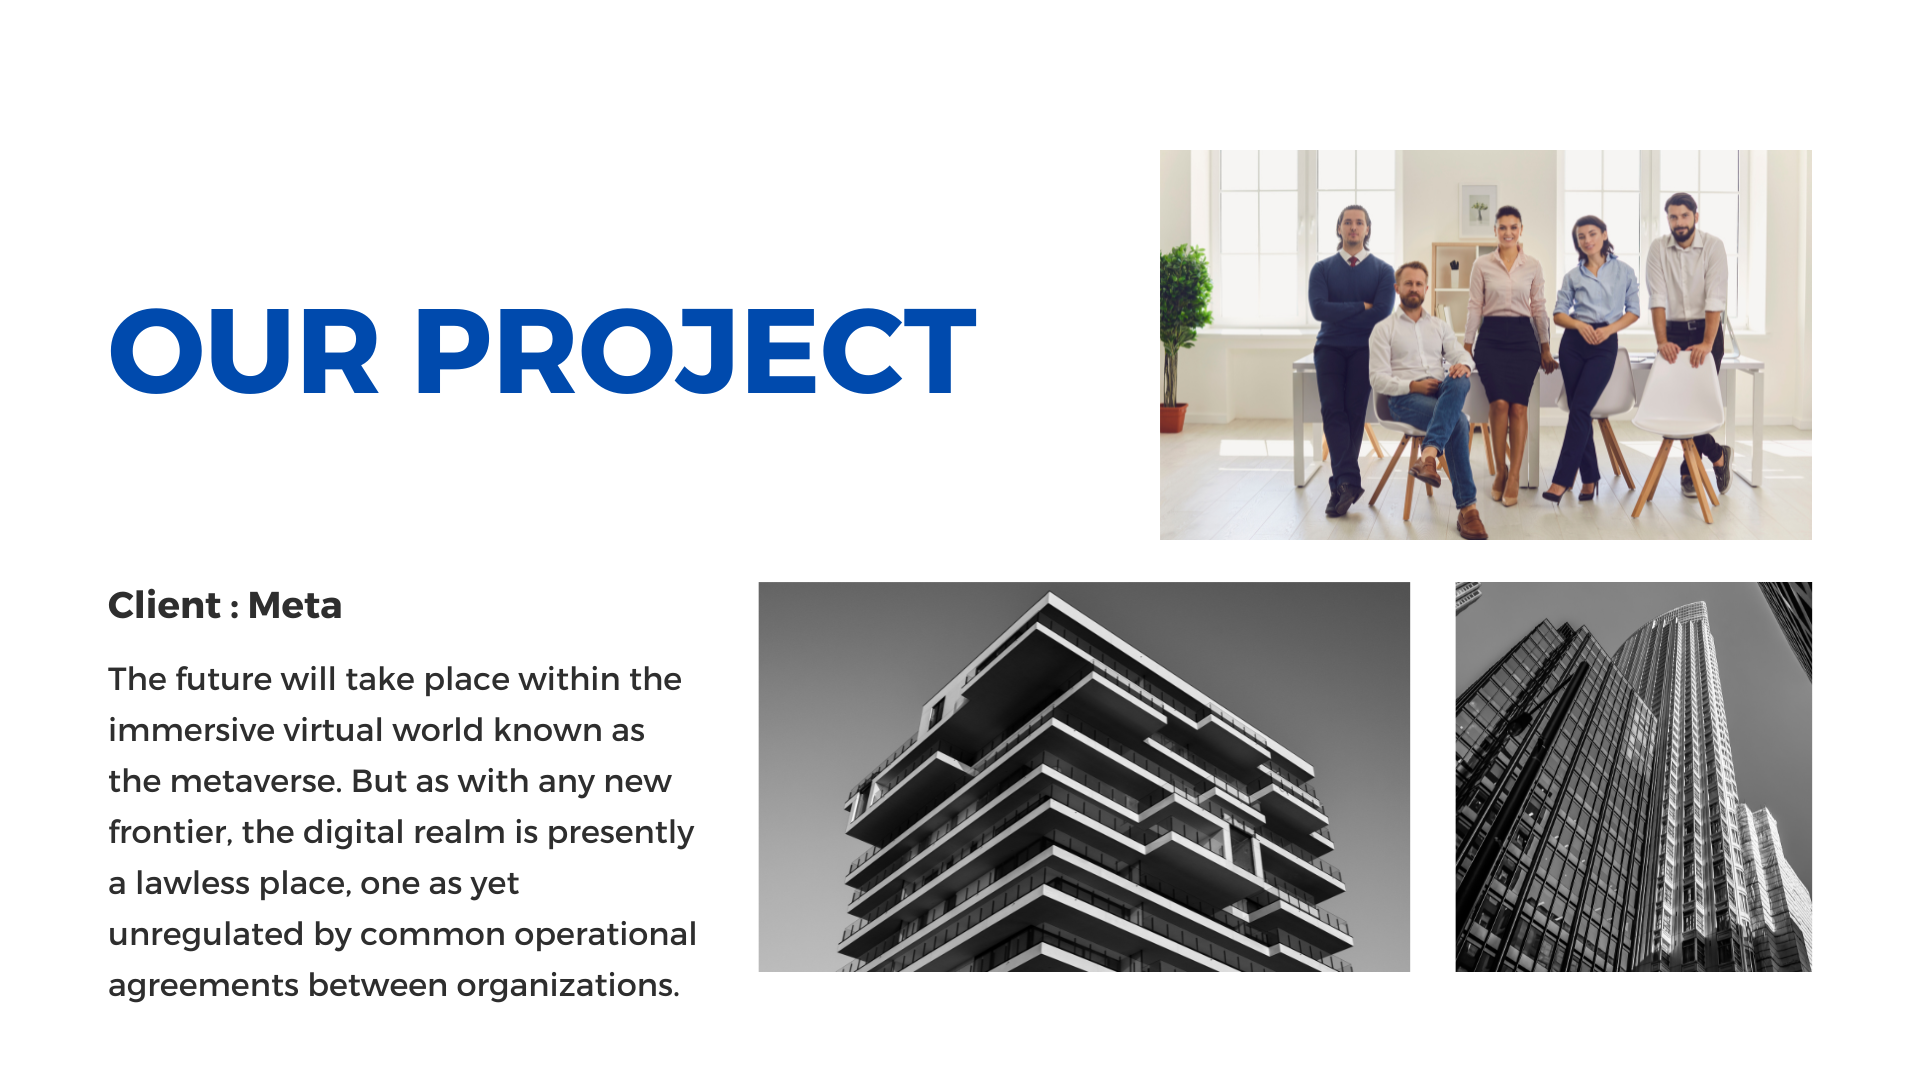 OUR PROJECT
Client : Meta
The future will take place within the
immersive virtual world known as
the metaverse. But as with any new
frontier, the digital realm is presently
a lawless place, one as yet
unregulated by common operational
agreements between organizations.